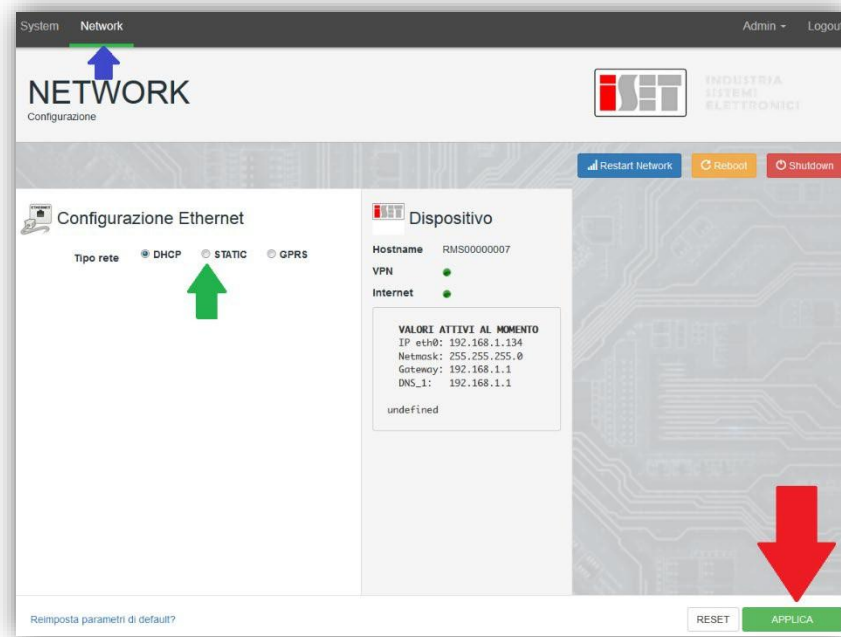 System Network Admin Logout
NETWORK
Configurazione
iSET
INDUSTRIA
SISTEMI
ELETTRONICI
Restart Network Reboot Shutdown
Configurazione Ethernet
Tipo rete DHCP STATIC GPRS
iSET Dispositivo
Hostname RMS00000007
VPN
Internet
VALORI ATTIVI AL MOMENTO
IP eth0: 192.168.1.134
Netmask: 255.255.255.0
Gateway: 192.168.1.1
DNS_1: 192.168.1.1
undefined
Reimposta parametri di default?
RESET APPLICA